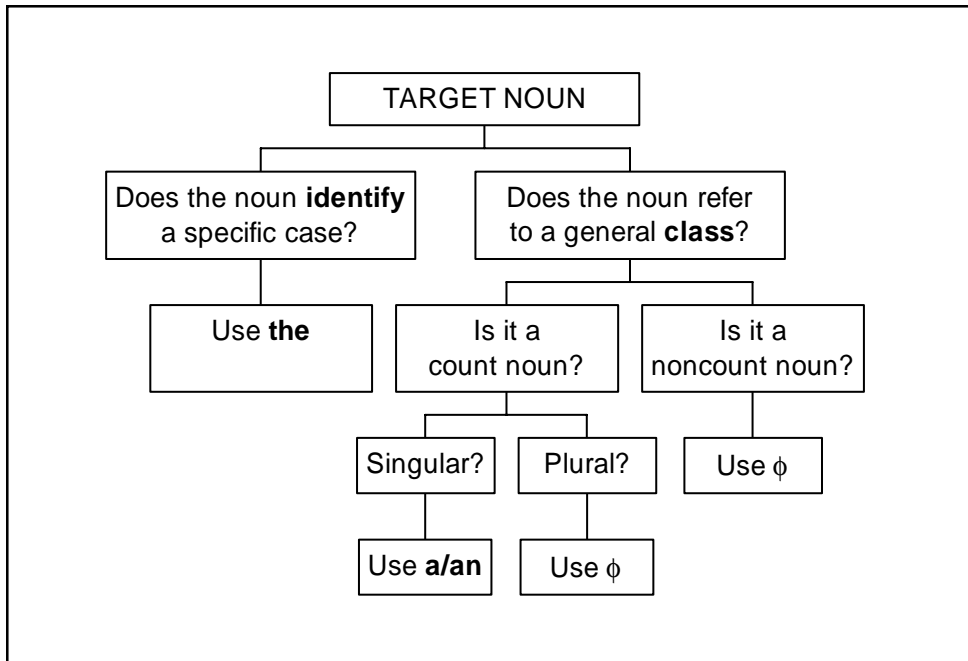 TARGET NOUN
Does the noun identify
a specific case?
Does the noun refer
to a general class?
Use the
Is it a
count noun?
Is it a
noncount noun?
Singular?
Plural?
Use ϕ
Use a/an
Use ϕ